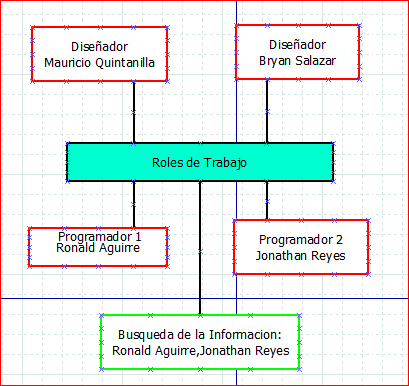 Diseñador
Mauricio Quintanilla
Diseñador
Bryan Salazar
Roles de Trabajo
Programador 1
Ronald Aguirre
Programador 2
Jonathan Reyes
Busqueda de la Informacion:
Ronald Aguirre,Jonathan Reyes